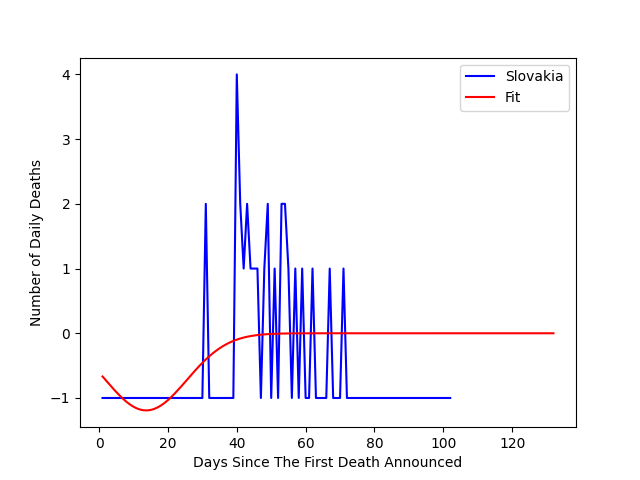 Slovakia
Fit
Number of Daily Deaths
4
3
2
1
0
−1
0 20 40 60 80 100 120
Days Since The First Death Announced